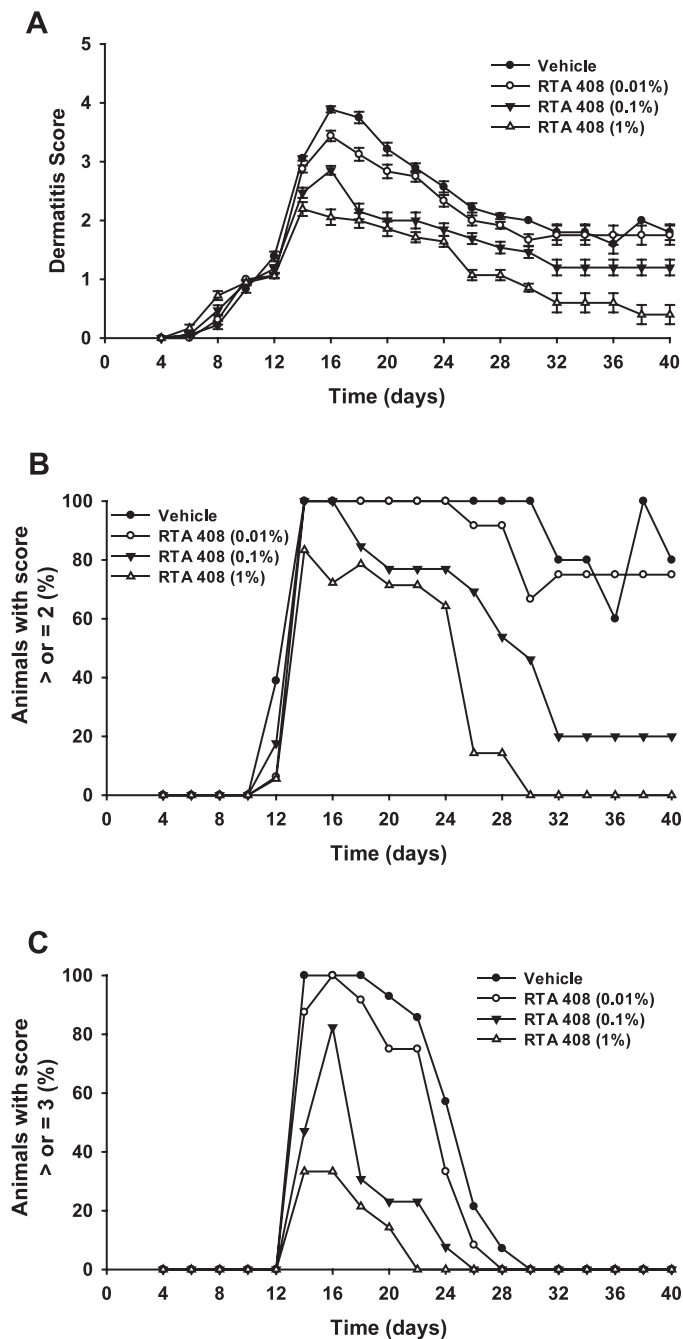 A
5
4
3
2
1
0
Dermatitis Score
Vehicle
RTA 408 (0.01%)
RTA 408 (0.1%)
RTA 408 (1%)
0 4 8 12 16 20 24 28 32 36 40
Time (days)
B
100
80
60
40
20
0
Animals with score
> or = 2 (%)
Vehicle
RTA 408 (0.01%)
RTA 408 (0.1%)
RTA 408 (1%)
0 4 8 12 16 20 24 28 32 36 40
Time (days)
C
100
80
60
40
20
0
Animals with score
> or = 3 (%)
Vehicle
RTA 408 (0.01%)
RTA 408 (0.1%)
RTA 408 (1%)
0 4 8 12 16 20 24 28 32 36 40
Time (days)